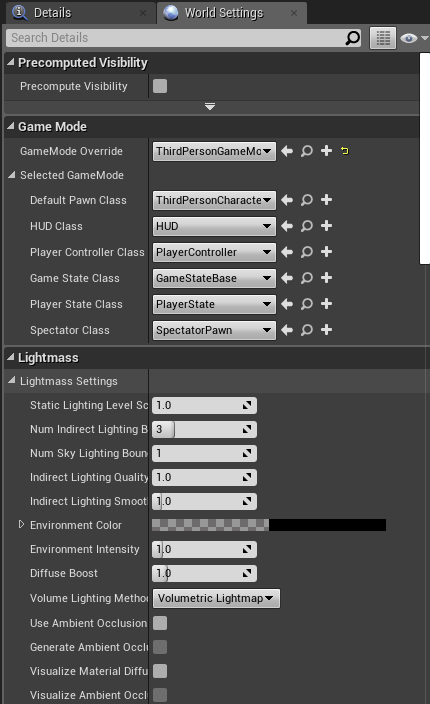 Details
World Settings
Search Details
Precomputed Visibility
Precompute Visibility
Game Mode
GameMode Override
ThirdPersonGameMo
Selected GameMode
Default Pawn Class
ThirdPersonCharacte
HUD Class
HUD
Player Controller Class
PlayerController
Game State Class
GameStateBase
Player State Class
PlayerState
Spectator Class
SpectatorPawn
Lightmass
Lightmass Settings
Static Lighting Level Sc
1.0
Num Indirect Lighting B
3
Num Sky Lighting Boun
1
Indirect Lighting Quality
1.0
Indirect Lighting Smoot
1.0
Environment Color
Environment Intensity
1.0
Diffuse Boost
1.0
Volume Lighting Metho
Volumetric Lightmap
Use Ambient Occlusion
Generate Ambient Occlu
Visualize Material Diffu
Visualize Ambient Occl